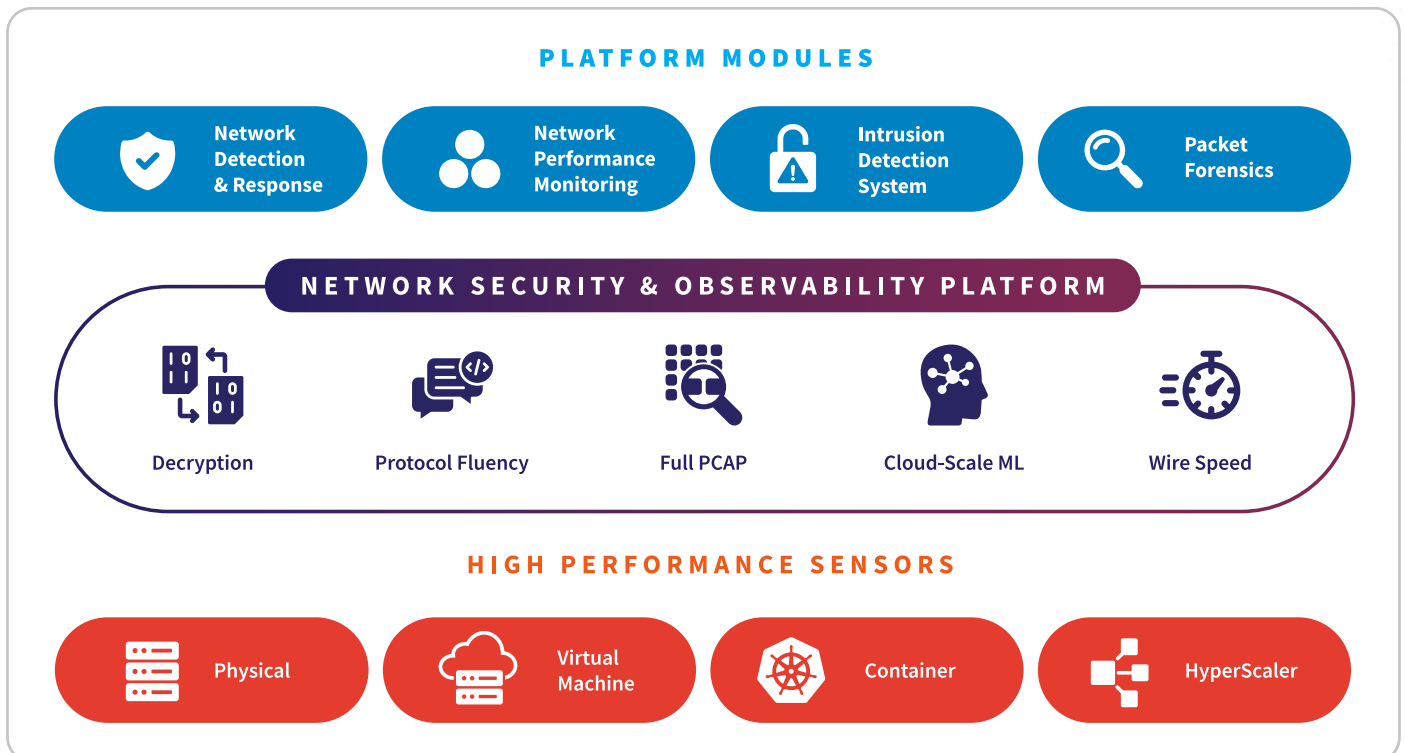 PLATFORM MODULES
Network
Detection
& Response
Network
Performance
Monitoring
Intrusion
Detection
System
Packet
Forensics
NETWORK SECURITY & OBSERVABILITY PLATFORM
I O
I I
I O
O I
</>
Decryption
Protocol Fluency
Full PCAP
Cloud-Scale ML
Wire Speed
HIGH PERFORMANCE SENSORS
Physical
Virtual
Machine
Container
HyperScaler